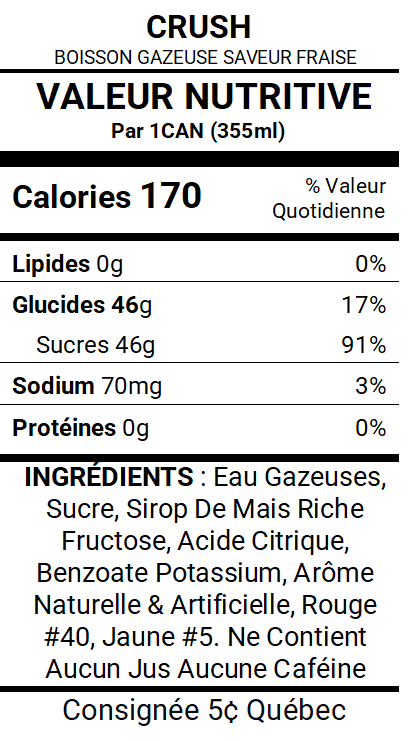 CRUSH
BOISSON GAZEUSE SAVEUR FRAISE
VALEUR NUTRITIVE
Par 1CAN (355ml)
Calories 170
% Valeur
Quotidienne
Lipides 0g 0%
Glucides 46g 17%
Sucres 46g 91%
Sodium 70mg 3%
Protéines 0g 0%
INGRÉDIENTS : Eau Gazeuses,
Sucre, Sirop De Mais Riche
Fructose, Acide Citrique,
Benzoate Potassium, Arôme
Naturelle & Artificielle, Rouge
#40, Jaune #5. Ne Contient
Aucun Jus Aucune Caféine
Consignée 5¢ Québec